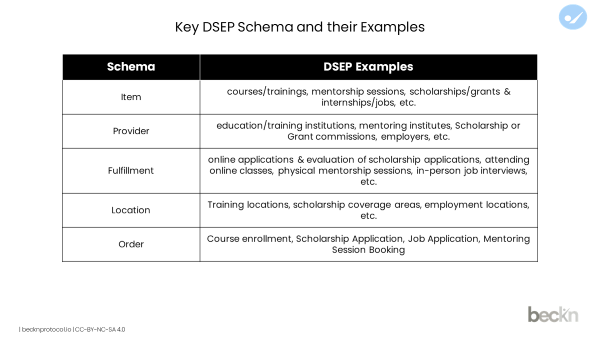 Key DSEP Schema and their Examples
Schema
DSEP Examples
Item
courses/trainings, mentorship sessions, scholarships/grants &
internships/jobs, etc.
Provider
education/training institutions, mentoring institutes, Scholarship or
Grant commissions, employers, etc.
Fulfillment
online applications & evaluation of scholarship applications, attending
online classes, physical mentorship sessions, in-person job interviews,
etc.
Location
Training locations, scholarship coverage areas, employment locations,
etc.
Order
Course enrollment, Scholarship Application, Job Application, Mentoring
Session Booking
beckn
| becknprotocol.io | CC-BY-NC-SA 4.0